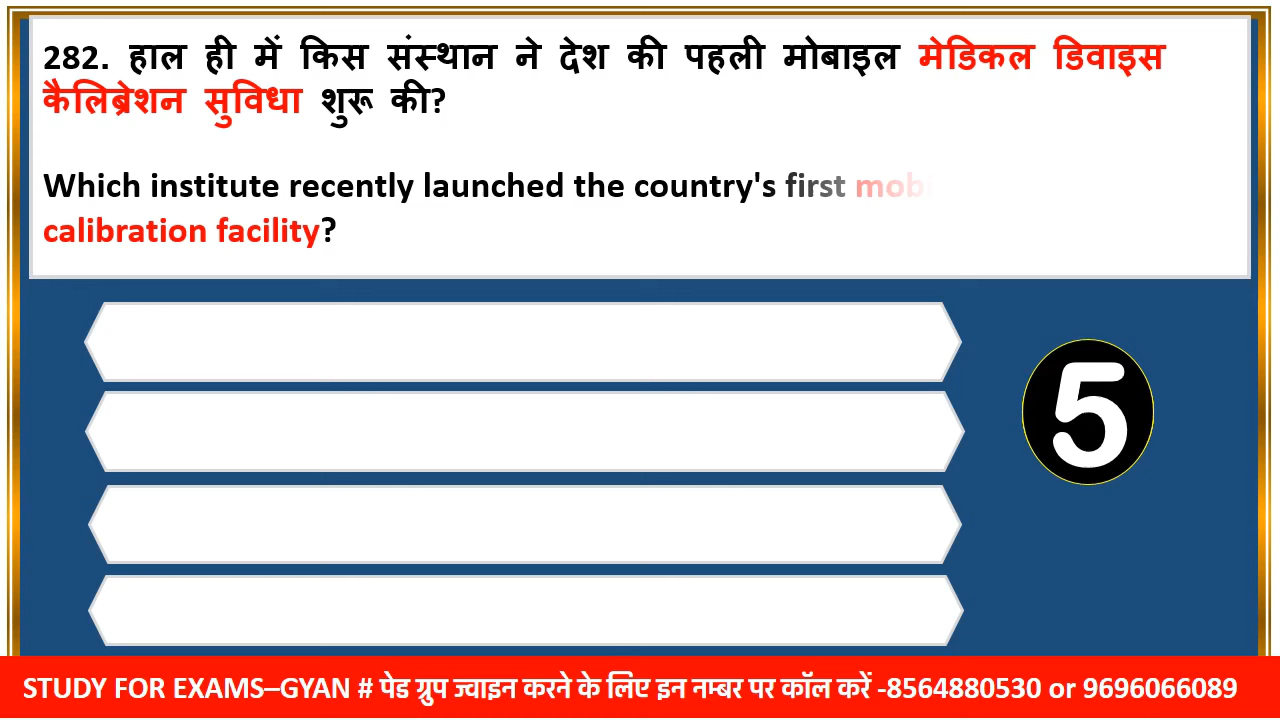 282. हाल ही में किस संस्थान ने देश की पहली मोबाइल मेडिकल डिवाइस
कैलिब्रेशन सुविधा शुरू की?
Which institute recently launched the country's first
calibration facility?
5
STUDY FOR EXAMS–GYAN # पेड ग्रुप ज्वाइन करने के लिए इन नम्बर पर कॉल करें -8564880530 or 9696066089